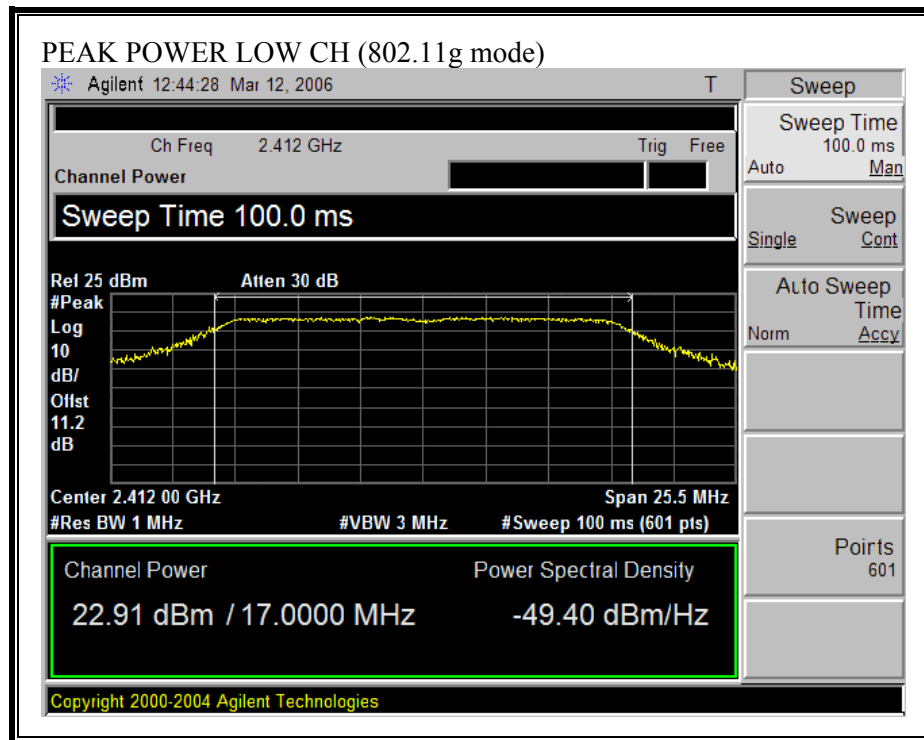 PEAK POWER LOW CH (802.11g mode)
Agilent 12:44:28 Mar 12, 2006 T
Sweep
Ch Freq 2.412 GHz Trig Free
Channel Power
Sweep Time 100.0 ms
Sweep Time
100.0 ms
Auto Man
Sweep
Single Cont
Auto Sweep
Time
Norm Accy
Points
601
Ref 25 dBm Atten 30 dB
#Peak
Log
10
dB/
Offst
11.2
dB
Center 2.412 00 GHz Span 25.5 MHz
#Res BW 1 MHz #VBW 3 MHz #Sweep 100 ms (601 pts)
Channel Power Power Spectral Density
22.91 dBm / 17.0000 MHz -49.40 dBm/Hz
Copyright 2000-2004 Agilent Technologies